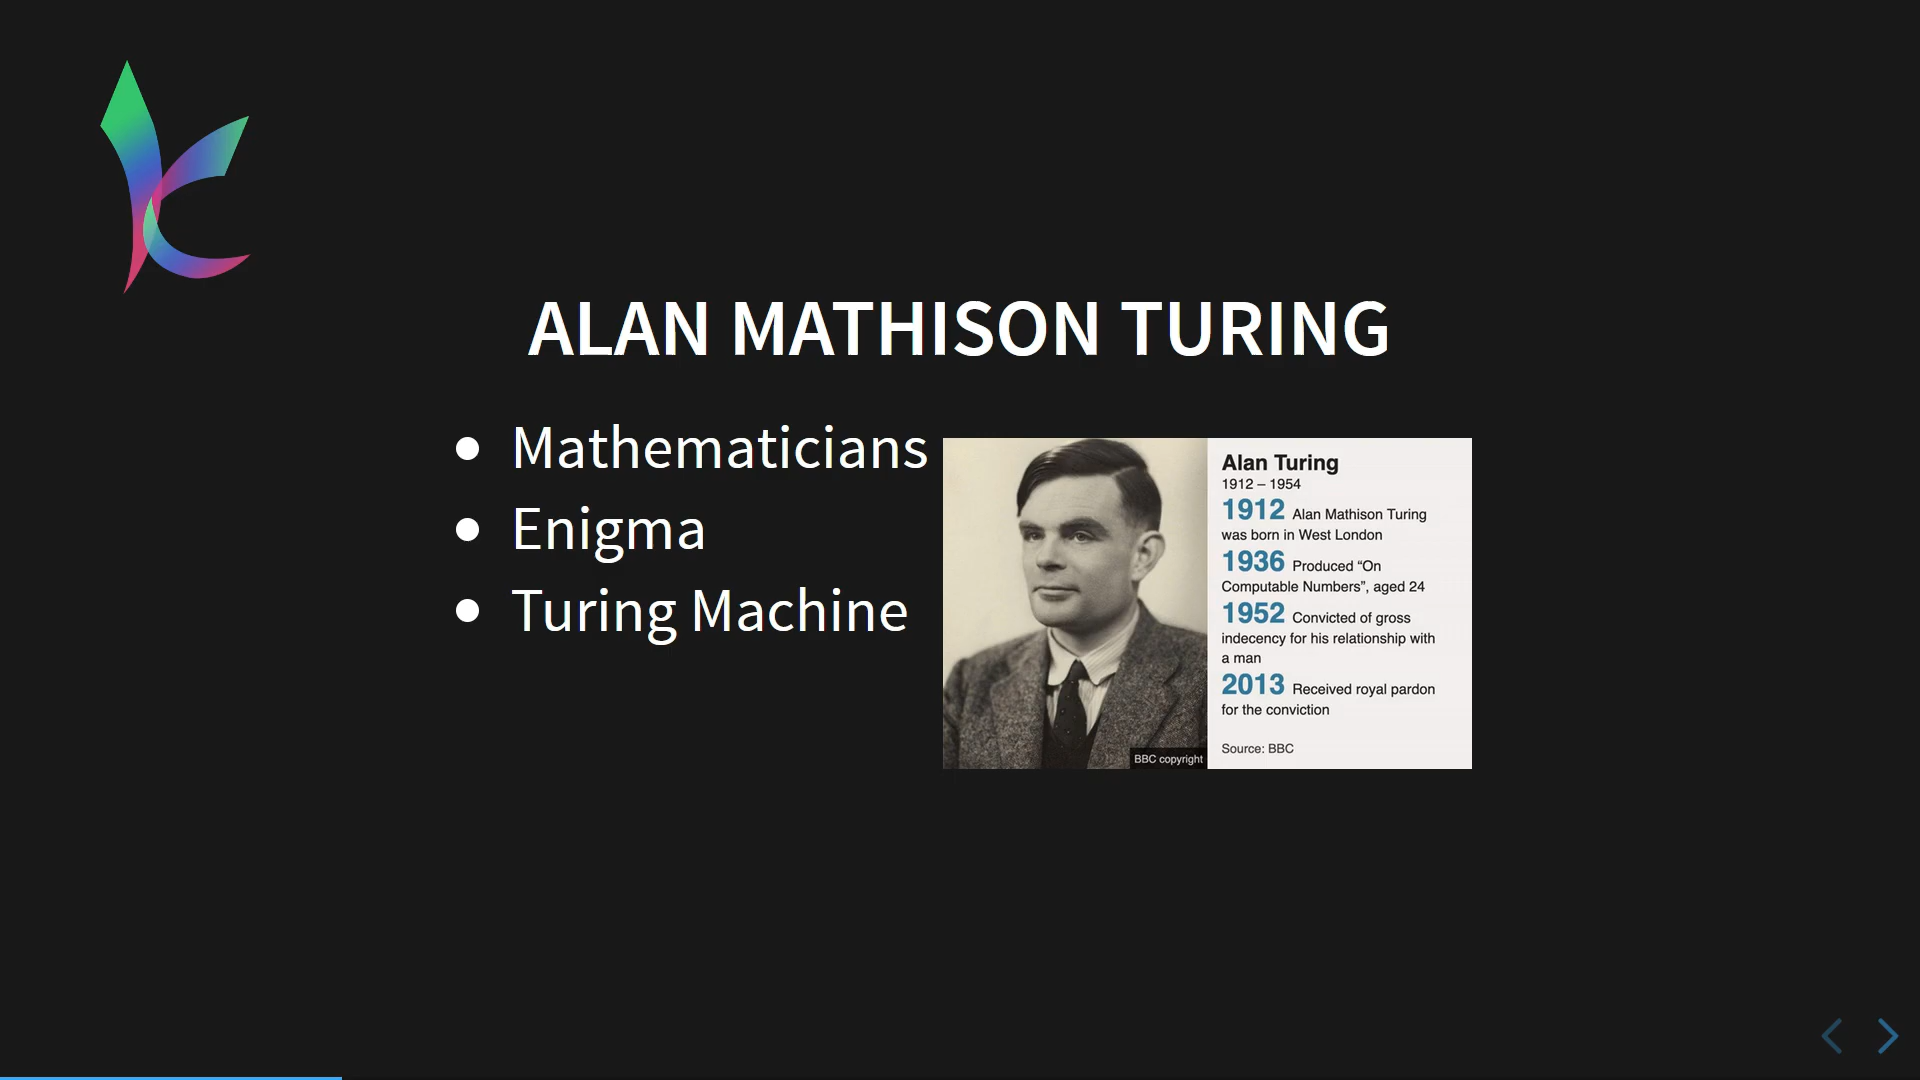 ALAN MATHISON TURING
Mathematicians
Enigma
Turing Machine
Alan Turing
1912 – 1954
1912 Alan Mathison Turing
was born in West London
1936 Produced “On
Computable Numbers”, aged 24
1952 Convicted of gross
indecency for his relationship with
a man
2013 Received royal pardon
for the conviction
Source: BBC
BBC copyright